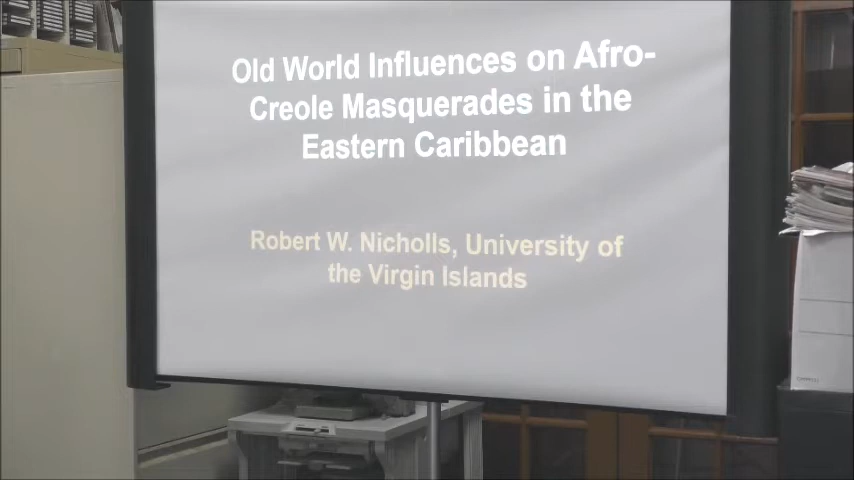 Old World Influences on Afro-
Creole Masquerades in the
Eastern Caribbean
Robert W. Nicholls, University of
the Virgin Islands